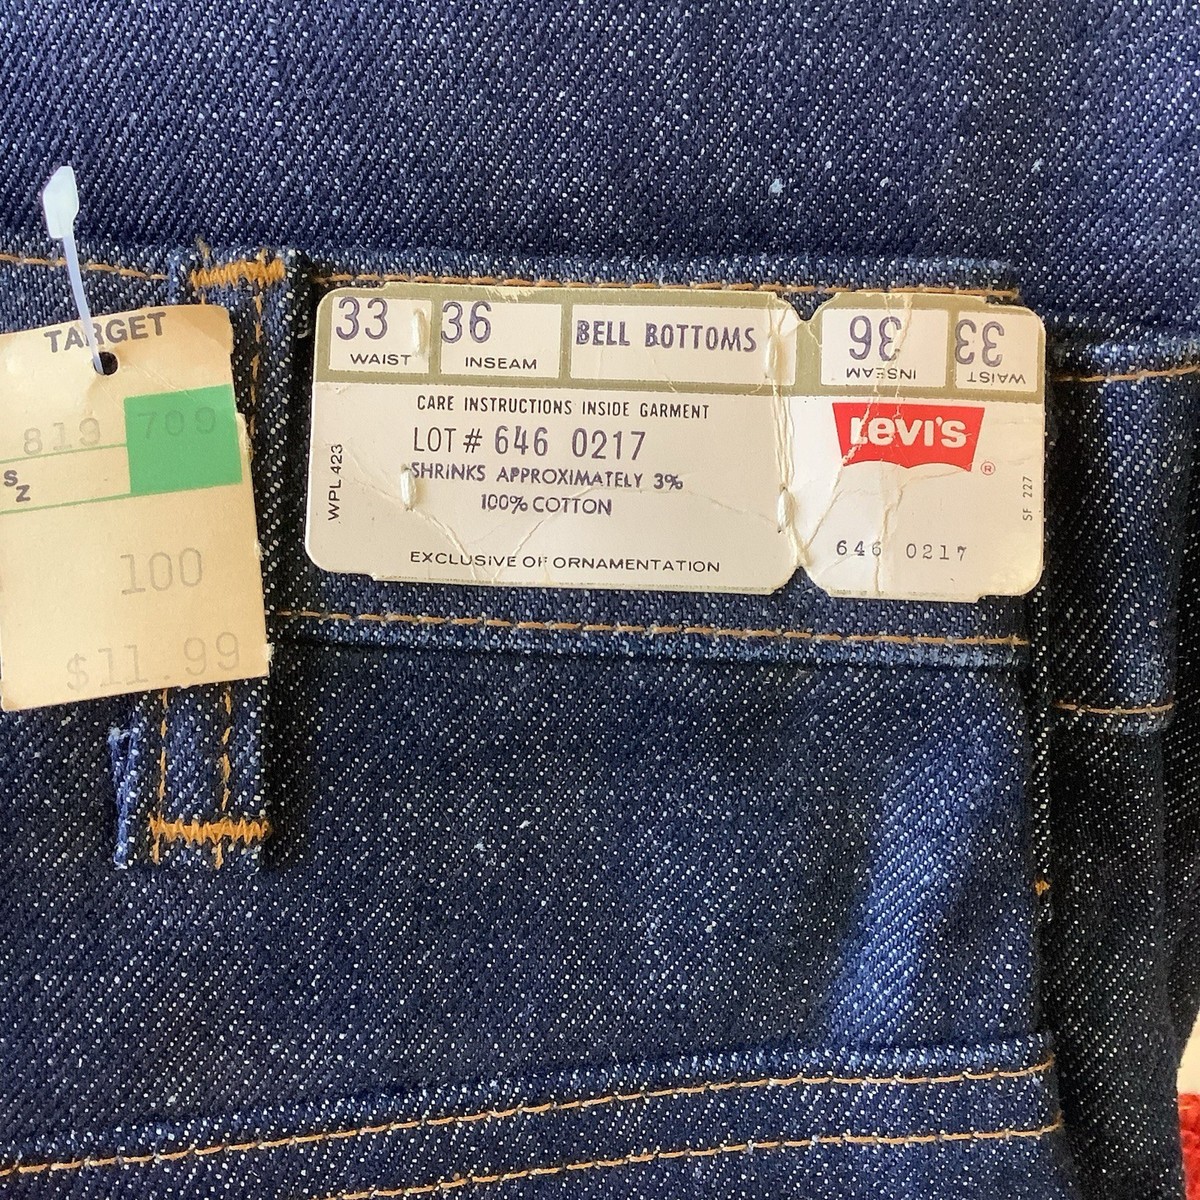 TARGET
819 709
SZ
100
$11.99
33 36 BELL BOTTOMS
WAIST INSEAM
CARE INSTRUCTIONS INSIDE GARMENT
LOT # 646 0217
SHRINKS APPROXIMATELY 3%
100% COTTON
EXCLUSIVE OF ORNAMENTATION
WPL 423
33 36
WAIST INSEAM
Levi's ®
SF 227
646 0217